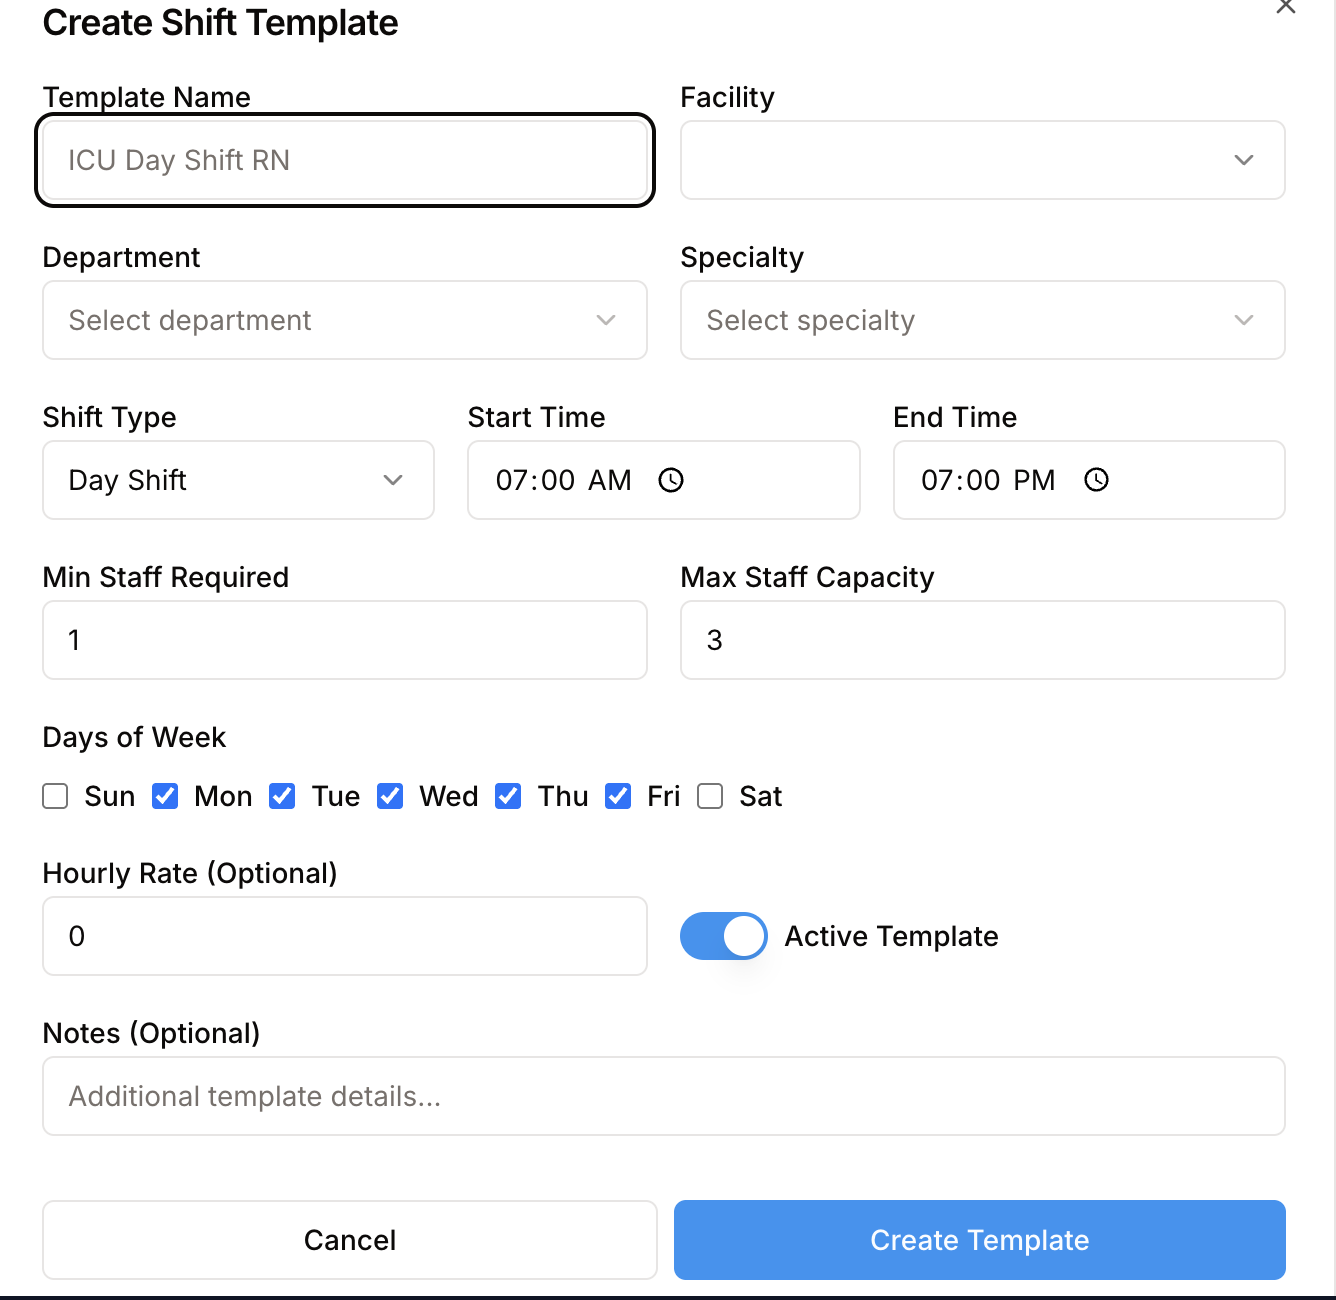 Create Shift Template
Template Name
Facility
ICU Day Shift RN
Department
Specialty
Select department
Select specialty
Shift Type
Start Time
End Time
Day Shift
07:00 AM
07:00 PM
Min Staff Required
Max Staff Capacity
1
3
Days of Week
Sun Mon Tue Wed Thu Fri Sat
Hourly Rate (Optional)
0
Active Template
Notes (Optional)
Additional template details...
Cancel
Create Template